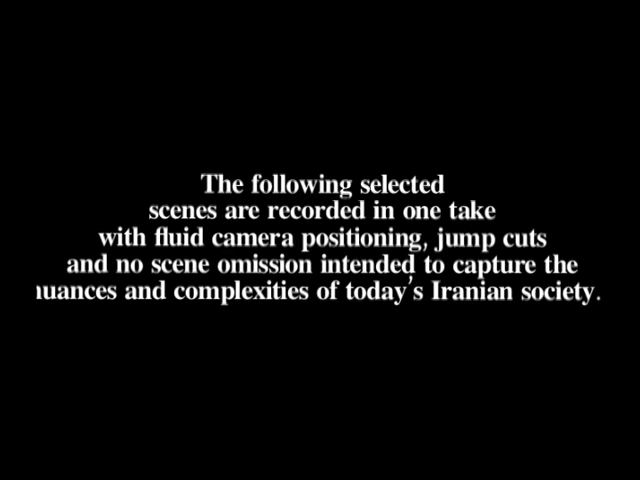 The following selected
scenes are recorded in one take
with fluid camera positioning, jump cuts
and no scene omission intended to capture the
nuances and complexities of today's Iranian society.